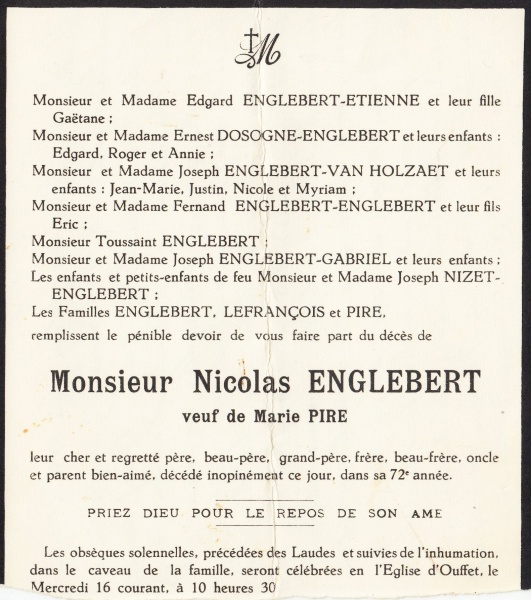 M
Monsieur et Madame Edgard ENGLEBERT-ETIENNE et leur fille
Gaëtane ;
Monsieur et Madame Ernest DOSOGNE-ENGLEBERT et leurs enfants :
Edgard, Roger et Annie ;
Monsieur et Madame Joseph ENGLEBERT-VAN HOLZAET et leurs
enfants : Jean-Marie, Justin, Nicole et Myriam ;
Monsieur et Madame Fernand ENGLEBERT-ENGLEBERT et leur fils
Eric ;
Monsieur Toussaint ENGLEBERT ;
Monsieur et Madame Joseph ENGLEBERT-GABRIEL et leurs enfants ;
Les enfants et petits-enfants de feu Monsieur et Madame Joseph NIZET-
ENGLEBERT ;
Les Familles ENGLEBERT, LEFRANÇOIS et PIRE,
remplissent le pénible devoir de vous faire part du décès de
Monsieur Nicolas ENGLEBERT
veuf de Marie PIRE
leur cher et regretté père, beau-père, grand-père, frère, beau-frère, oncle
et parent bien-aimé, décédé inopinément ce jour, dans sa 72e année.
PRIEZ DIEU POUR LE REPOS DE SON AME
Les obsèques solennelles, précédées des Laudes et suivies de l'inhumation,
dans le caveau de la famille, seront célébrées en l'Eglise d'Ouffet, le
Mercredi 16 courant, à 10 heures 30